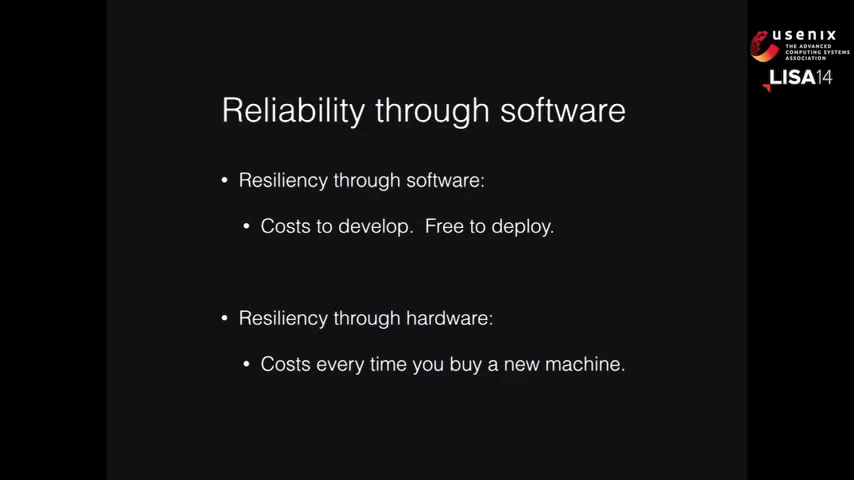 usenix
THE ADVANCED
COMPUTING SYSTEMS
ASSOCIATION
LISA14
Reliability through software
• Resiliency through software:
• Costs to develop. Free to deploy.
• Resiliency through hardware:
• Costs every time you buy a new machine.